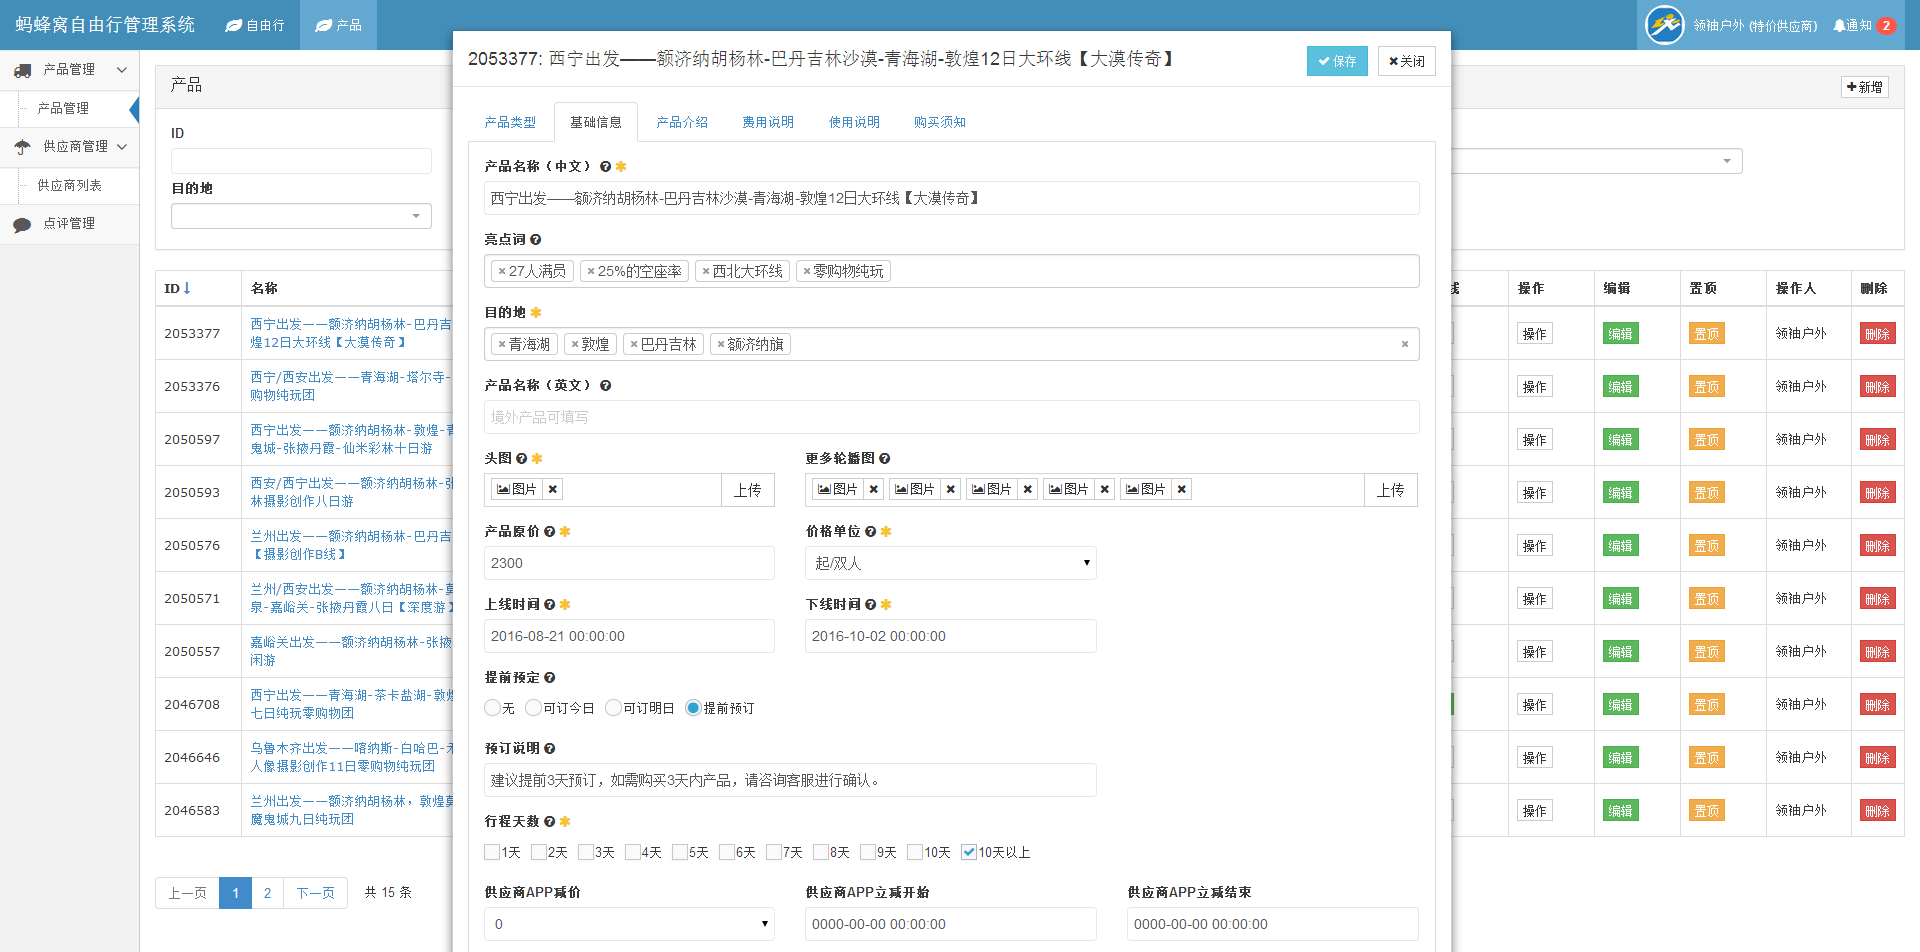 蚂蜂窝自由行管理系统
自由行
产品
领袖户外 (特价供应商)
通知 2
产品管理
产品管理
供应商管理
供应商列表
点评管理
产品
新增
ID
目的地
ID
名称
操作
编辑
置顶
操作人
删除
2053377
西宁出发——额济纳胡杨林-巴丹吉
煌12日大环线【大漠传奇】
操作
编辑
置顶
领袖户外
删除
2053376
西宁/西安出发——青海湖-塔尔寺-
购物纯玩团
操作
编辑
置顶
领袖户外
删除
2050597
西宁出发——额济纳胡杨林-敦煌-青
鬼城-张掖丹霞-仙米彩林十日游
操作
编辑
置顶
领袖户外
删除
2050593
西安/西宁出发——额济纳胡杨林-张
林摄影创作八日游
操作
编辑
置顶
领袖户外
删除
2050576
兰州出发——额济纳胡杨林-巴丹吉
【摄影创作B线】
操作
编辑
置顶
领袖户外
删除
2050571
兰州/西安出发——额济纳胡杨林-莫
泉-嘉峪关-张掖丹霞八日【深度游】
操作
编辑
置顶
领袖户外
删除
2050557
嘉峪关出发——额济纳胡杨林-张掖
闲游
操作
编辑
置顶
领袖户外
删除
2046708
西宁出发——青海湖-茶卡盐湖-敦煌
七日纯玩零购物团
操作
编辑
置顶
领袖户外
删除
2046646
乌鲁木齐出发——喀纳斯-白哈巴-禾
人像摄影创作11日零购物纯玩团
操作
编辑
置顶
领袖户外
删除
2046583
兰州出发——额济纳胡杨林，敦煌莫
魔鬼城九日纯玩团
操作
编辑
置顶
领袖户外
删除
上一页 1 2 下一页 共 15 条
2053377: 西宁出发——额济纳胡杨林-巴丹吉林沙漠-青海湖-敦煌12日大环线【大漠传奇】
保存
关闭
产品类型 基础信息 产品介绍 费用说明 使用说明 购买须知
产品名称（中文）
西宁出发——额济纳胡杨林-巴丹吉林沙漠-青海湖-敦煌12日大环线【大漠传奇】
亮点词
×27人满员 ×25%的空座率 ×西北大环线 ×零购物纯玩
目的地
×青海湖 ×敦煌 ×巴丹吉林 ×额济纳旗 ×
产品名称（英文）
境外产品可填写
头图
更多轮播图
图片 上传
图片 图片 图片 图片 图片 上传
产品原价
价格单位
2300
起/双人
上线时间
下线时间
2016-08-21 00:00:00
2016-10-02 00:00:00
提前预定
无 可订今日 可订明日 提前预订
预订说明
建议提前3天预订，如需购买3天内产品，请咨询客服进行确认。
行程天数
1天 2天 3天 4天 5天 6天 7天 8天 9天 10天 10天以上
供应商APP减价
供应商APP立减开始
供应商APP立减结束
0
0000-00-00 00:00:00
0000-00-00 00:00:00